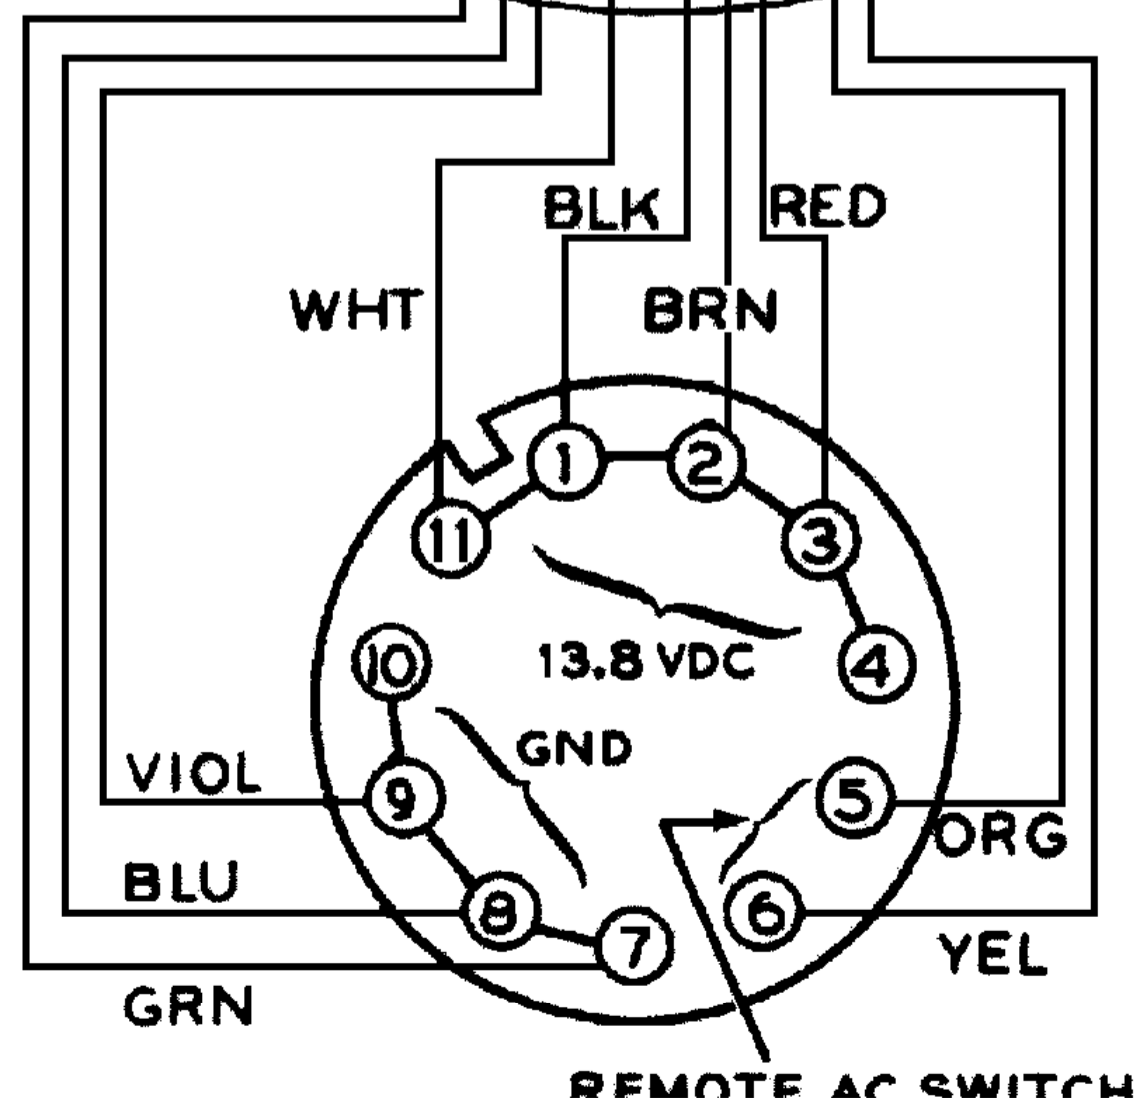 BLK RED
WHT BRN
1 2
11 3
10 13.8 VDC 4
GND
VIOL 9 5
ORG
BLU 8 6
7 YEL
GRN
REMOTE AC SWITCH